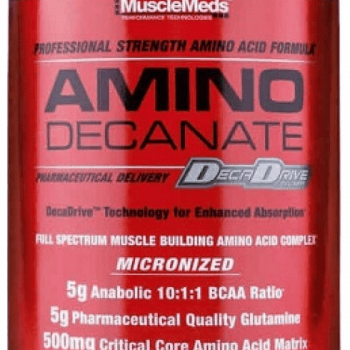 MuscleMeds
PERFORMANCE TECHNOLOGIES
PROFESSIONAL STRENGTH AMINO ACID FORMULA
AMINO
DECANATE
PHARMACEUTICAL DELIVERY DECADRIVE
DecaDrive™ Technology for Enhanced Absorption
FULL SPECTRUM MUSCLE BUILDING AMINO ACID COMPLEX
MICRONIZED
5g Anabolic 10:1:1 BCAA Ratio
5g Pharmaceutical Quality Glutamine
500mg Critical Core Amino Acid Matrix